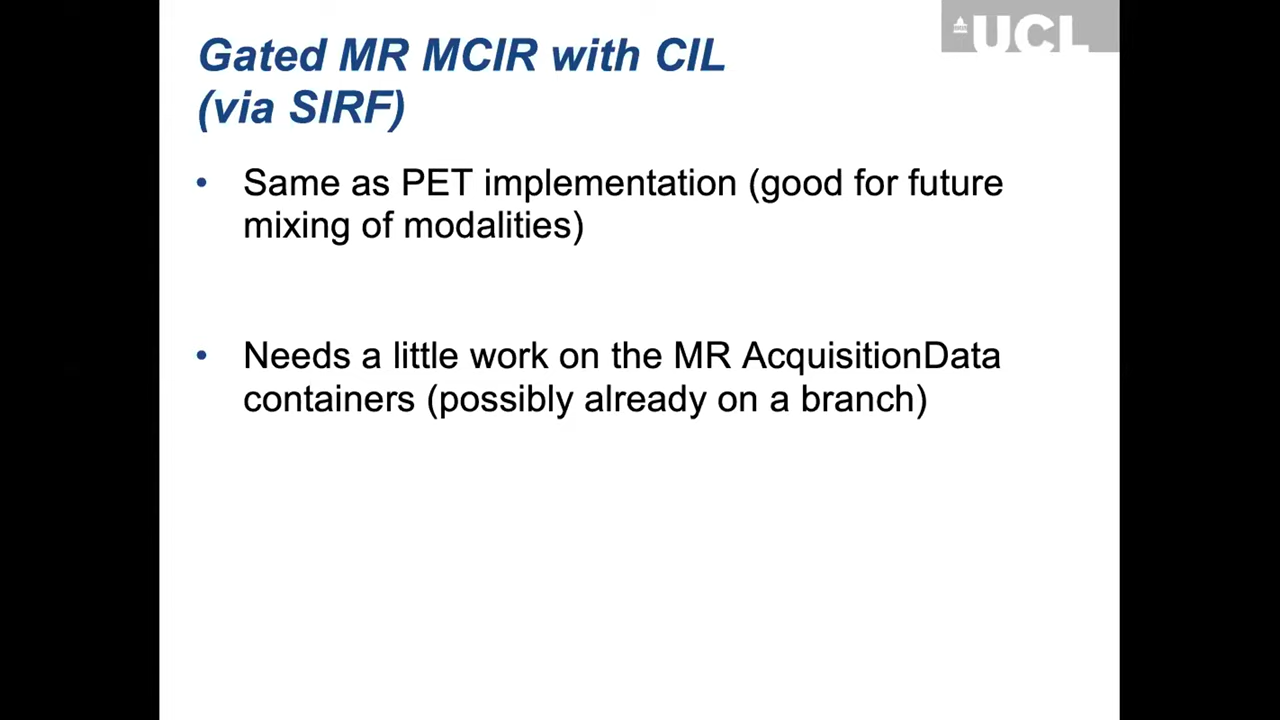 UCL
Gated MR MCIR with CIL
(via SIRF)
• Same as PET implementation (good for future
mixing of modalities)
• Needs a little work on the MR AcquisitionData
containers (possibly already on a branch)